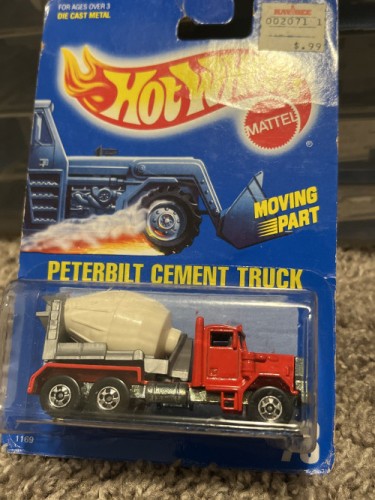 FOR AGES OVER 3
DIE CAST METAL
002071 1
$.99
HOT WHEELS
MATTEL
®
MOVING
PART
PETERBILT CEMENT TRUCK
1169